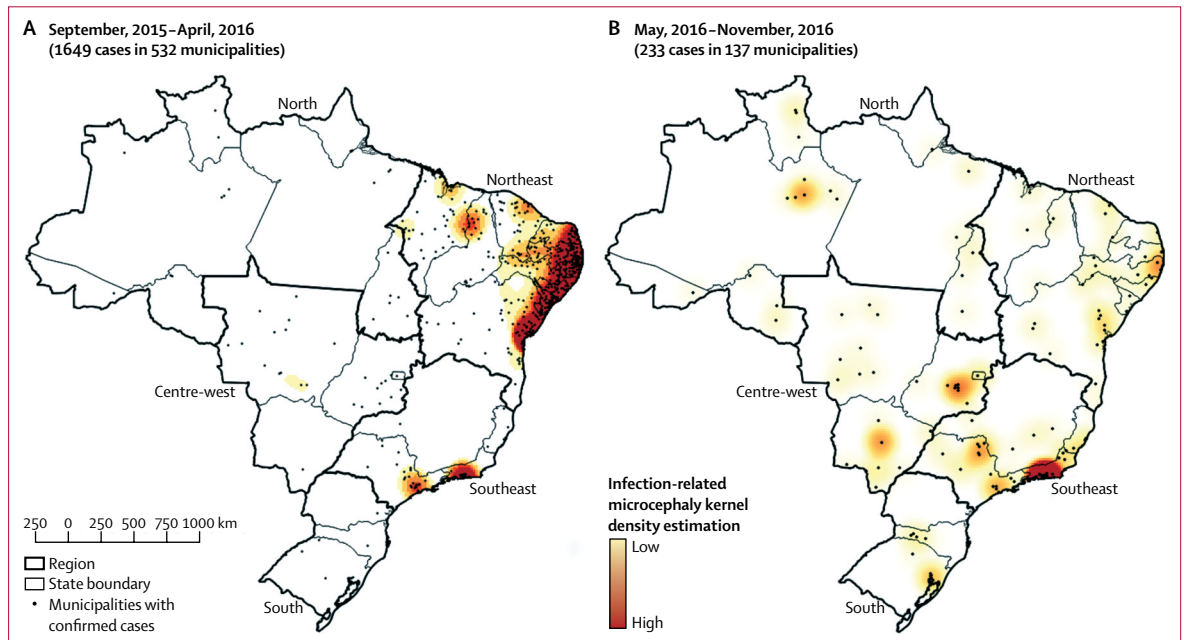 A September, 2015–April, 2016
(1649 cases in 532 municipalities)
North
Northeast
Centre-west
Southeast
South
250 0 250 500 750 1000 km
Region
State boundary
Municipalities with
confirmed cases
B May, 2016–November, 2016
(233 cases in 137 municipalities)
North
Northeast
Centre-west
Southeast
South
Infection-related
microcephaly kernel
density estimation
Low
High